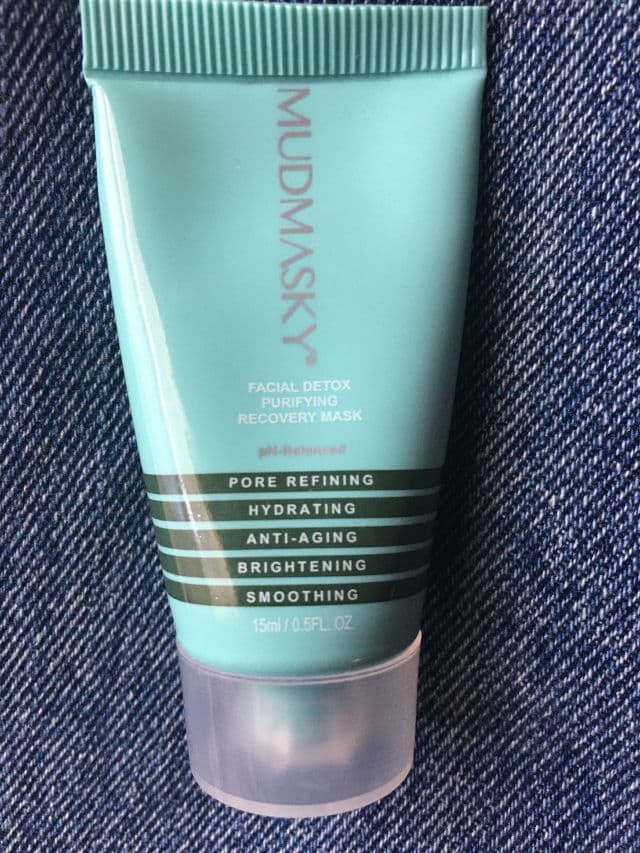 MUDMASKY®
FACIAL DETOX
PURIFYING
RECOVERY MASK
pH-Balanced
PORE REFINING
HYDRATING
ANTI-AGING
BRIGHTENING
SMOOTHING
15ml / 0.5FL. OZ.